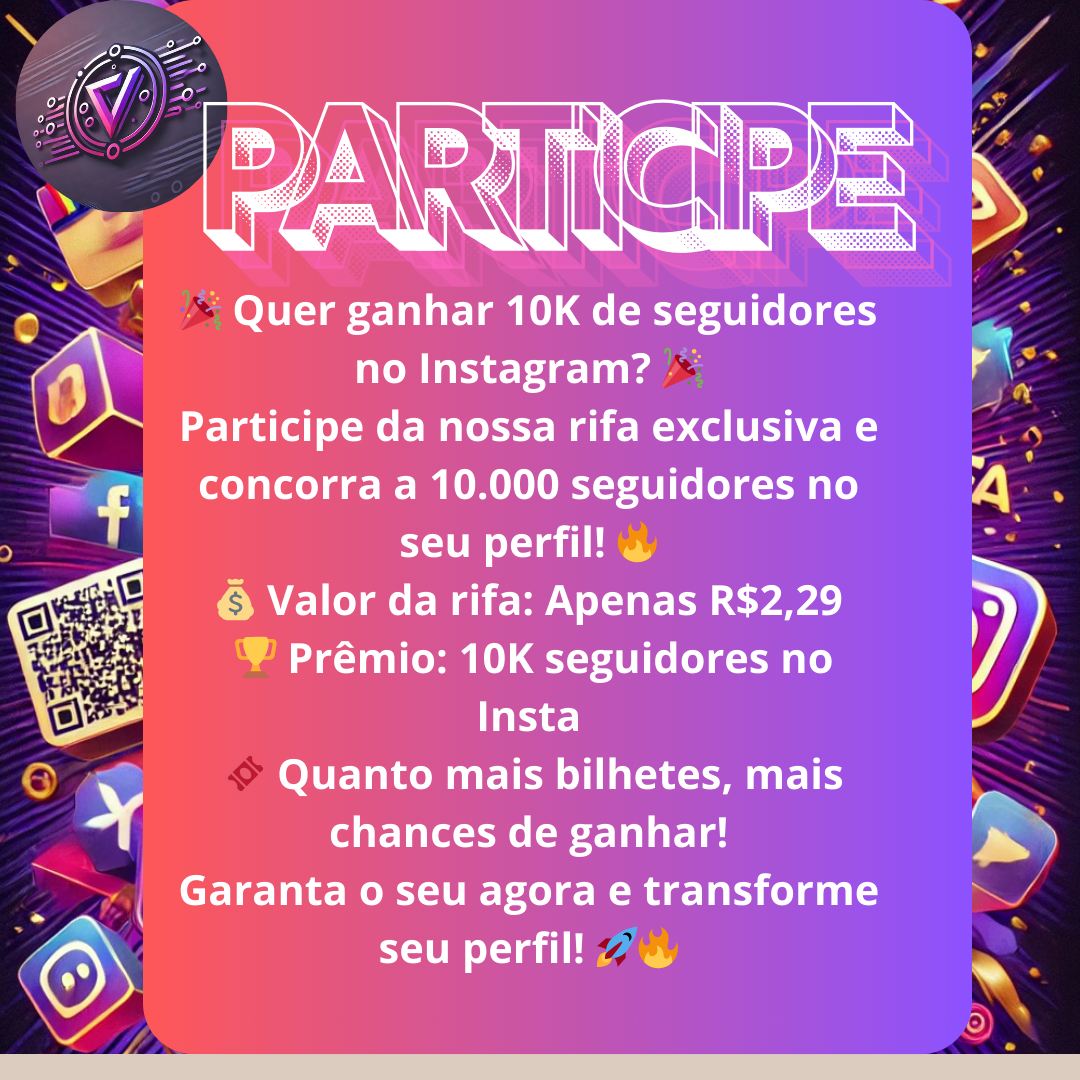 PARTICIPE
🎉 Quer ganhar 10K de seguidores
no Instagram? 🎉
Participe da nossa rifa exclusiva e
concorra a 10.000 seguidores no
seu perfil! 🔥
💰 Valor da rifa: Apenas R$2,29
🏆 Prêmio: 10K seguidores no
Insta
🎟 Quanto mais bilhetes, mais
chances de ganhar!
Garanta o seu agora e transforme
seu perfil! 🚀🔥